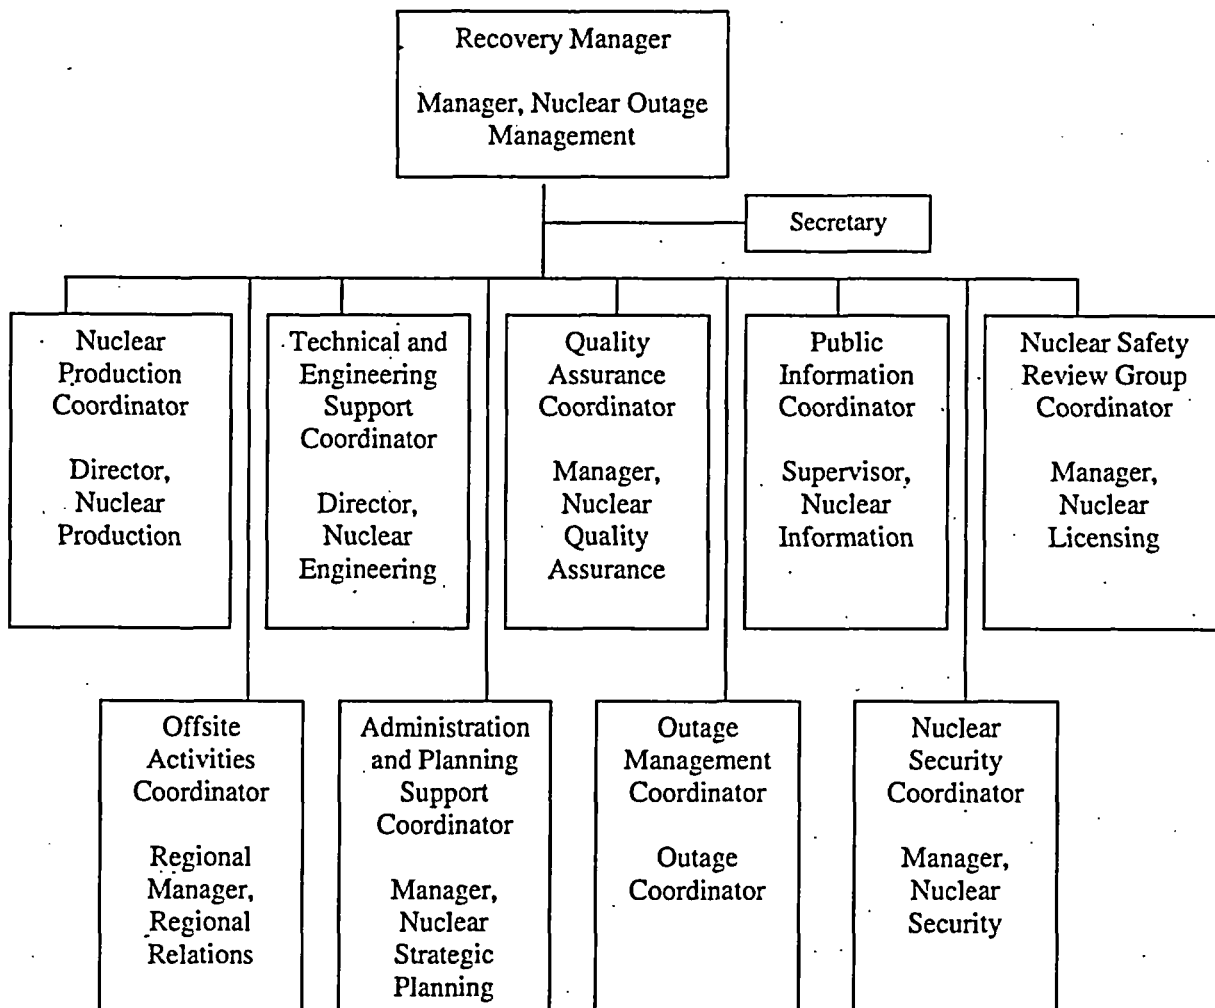 Recovery Manager
Manager, Nuclear Outage
Management
Secretary
Nuclear
Production
Coordinator
Director,
Nuclear
Production
Technical and
Engineering
Support
Coordinator
Director,
Nuclear
Engineering
Quality
Assurance
Coordinator
Manager,
Nuclear
Quality
Assurance
Public
Information
Coordinator
Supervisor,
Nuclear
Information
Nuclear Safety
Review Group
Coordinator
Manager,
Nuclear
Licensing
Offsite
Activities
Coordinator
Regional
Manager,
Regional
Relations
Administration
and Planning
Support
Coordinator
Manager,
Nuclear
Strategic
Planning
Outage
Management
Coordinator
Outage
Coordinator
Nuclear
Security
Coordinator
Manager,
Nuclear
Security